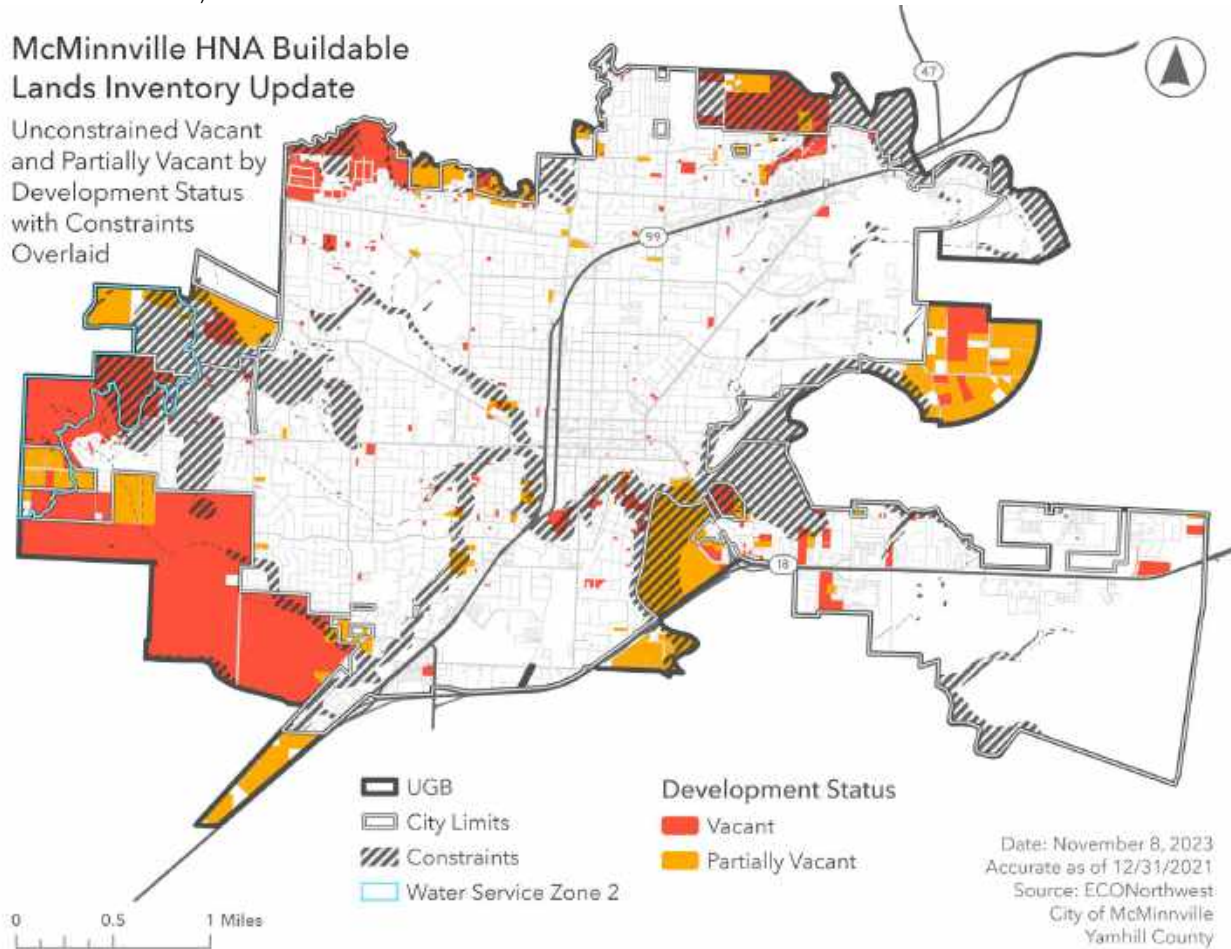 McMinnville HNA Buildable
Lands Inventory Update
Unconstrained Vacant
and Partially Vacant by
Development Status
with Constraints
Overlaid
47
99
18
UGB
City Limits
Constraints
Water Service Zone 2
Development Status
Vacant
Partially Vacant
0 0.5 1 Miles
Date: November 8, 2023
Accurate as of 12/31/2021
Source: ECONorthwest
City of McMinnville
Yamhill County